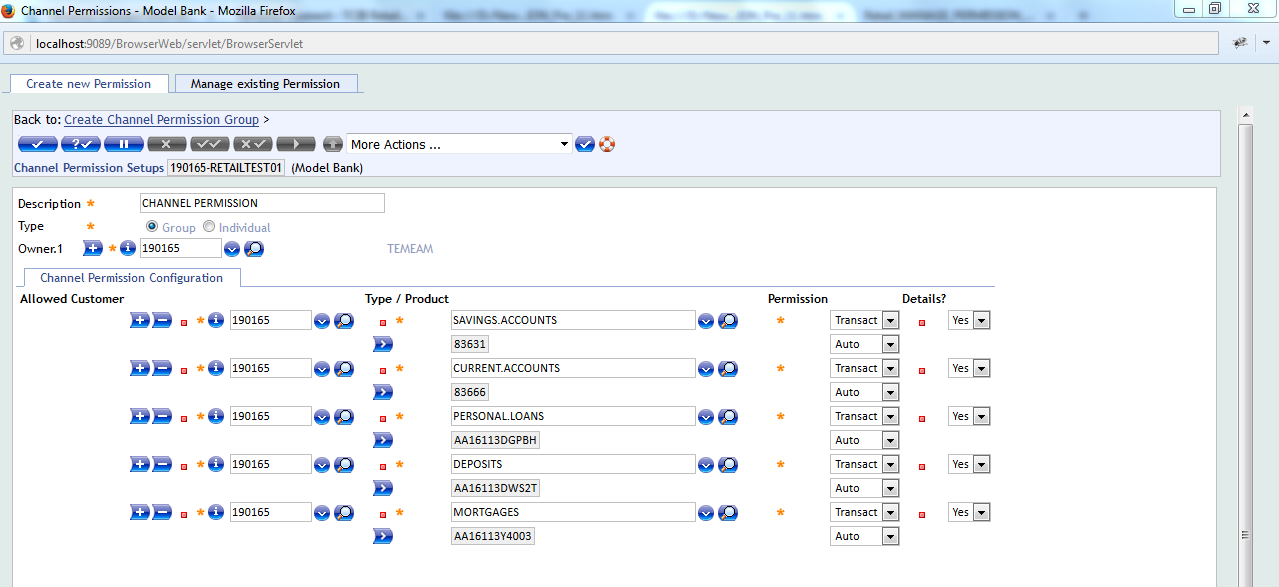 Channel Permissions - Model Bank - Mozilla Firefox
localhost:9089/BrowserWeb/servlet/BrowserServlet
Create new Permission Manage existing Permission
Back to: Create Channel Permission Group >
More Actions ...
Channel Permission Setups 190165-RETAILTEST01 (Model Bank)
Description * CHANNEL PERMISSION
Type * Group Individual
Owner.1 * 190165 TEMEAM
Channel Permission Configuration
Allowed Customer Type / Product Permission Details?
* 190165 * SAVINGS.ACCOUNTS * Transact Yes
83631 Auto
* 190165 * CURRENT.ACCOUNTS * Transact Yes
83666 Auto
* 190165 * PERSONAL.LOANS * Transact Yes
AA16113DGPBH Auto
* 190165 * DEPOSITS * Transact Yes
AA16113DWS2T Auto
* 190165 * MORTGAGES * Transact Yes
AA16113Y4003 Auto